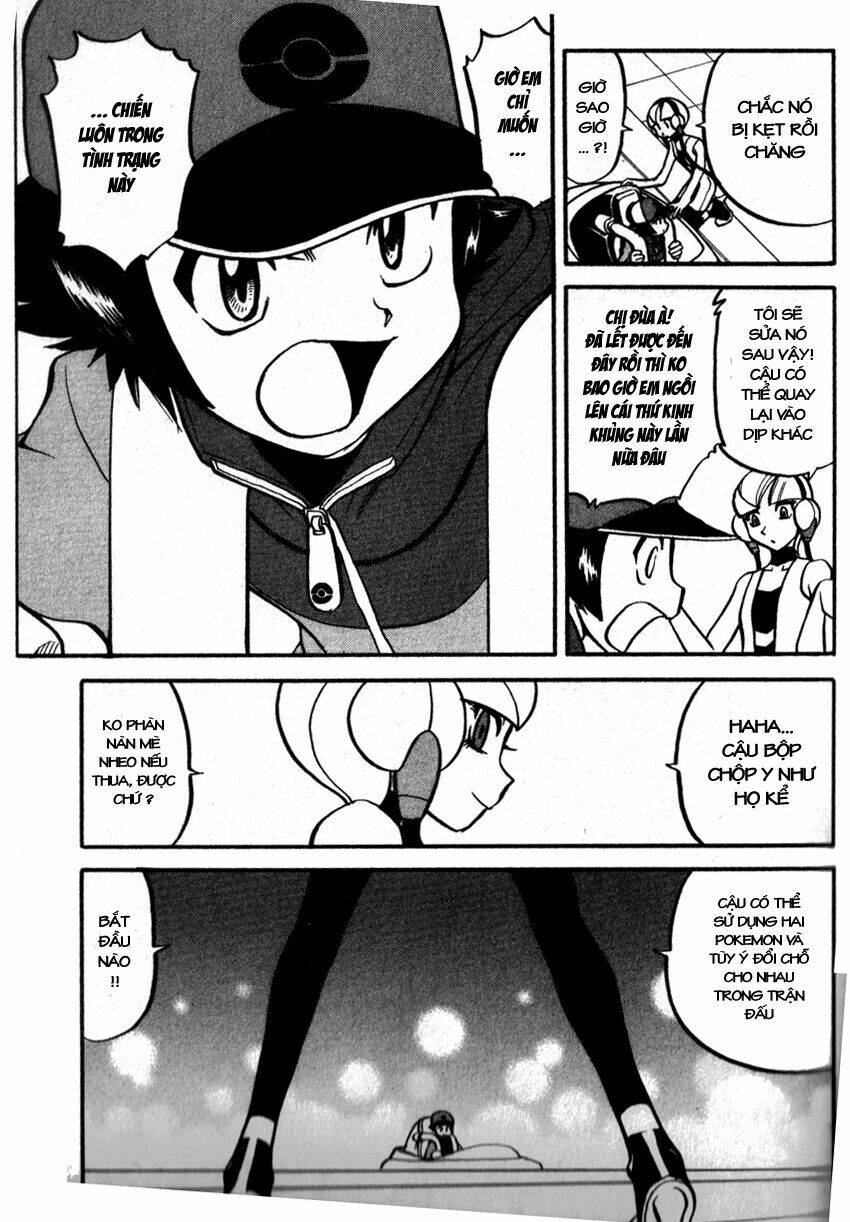 CHẮC NÓ
BỊ KẸT RỒI
CHĂNG
GIỜ
SAO
GIỜ
... ?!
TÔI SẼ
SỬA NÓ
SAU VẬY!
CẬU CÓ
THỂ QUAY
LẠI VÀO
DỊP KHÁC
CHỊ ĐÙA À!
ĐÃ LẾT ĐƯỢC ĐẾN
ĐÂY RỒI THÌ KO
BAO GIỜ EM NGỒI
LÊN CÁI THỨ KINH
KHỦNG NÀY LẦN
NỮA ĐÂU
GIỜ EM
CHỈ
MUỐN
...
... CHIẾN
LUÔN TRONG
TÌNH TRẠNG
NÀY
HAHA...
CẬU BỘP
CHỘP Y NHƯ
HỌ KỂ
KO PHÀN
NÀN MÈ
NHEO NẾU
THUA, ĐƯỢC
CHỨ ?
CẬU CÓ THỂ
SỬ DỤNG HAI
POKEMON VÀ
TÙY Ý ĐỔI CHỖ
CHO NHAU
TRONG TRẬN
ĐẤU
BẮT
ĐẦU
NÀO
!!